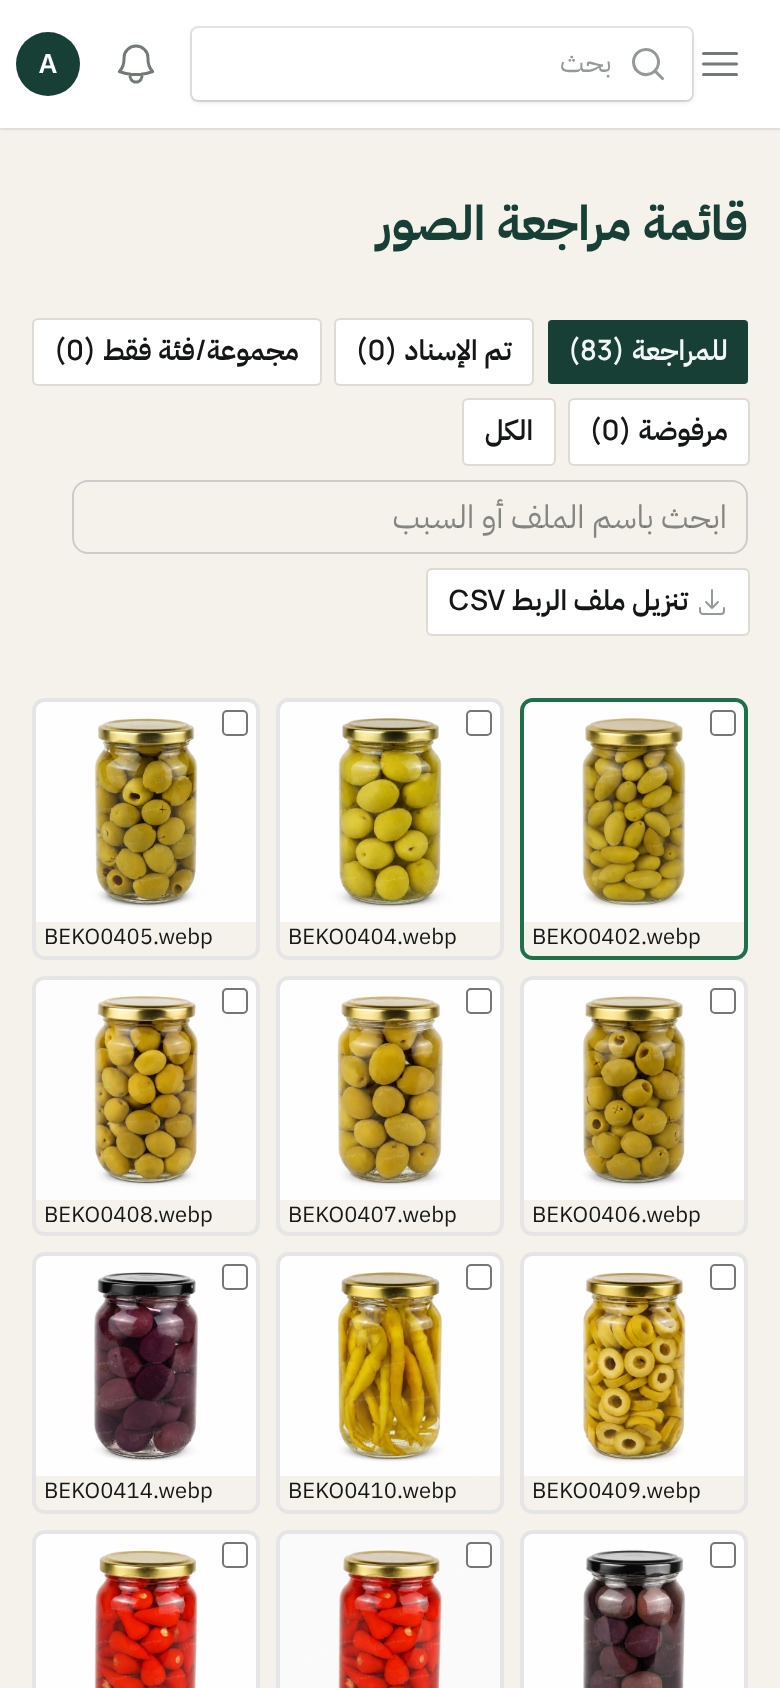 بحث
A
قائمة مراجعة الصور
للمراجعة (83)
تم الإسناد (0)
مجموعة/فئة فقط (0)
مرفوضة (0)
الكل
ابحث باسم الملف أو السبب
تنزيل ملف الربط CSV
BEKO0402.webp
BEKO0404.webp
BEKO0405.webp
BEKO0406.webp
BEKO0407.webp
BEKO0408.webp
BEKO0409.webp
BEKO0410.webp
BEKO0414.webp